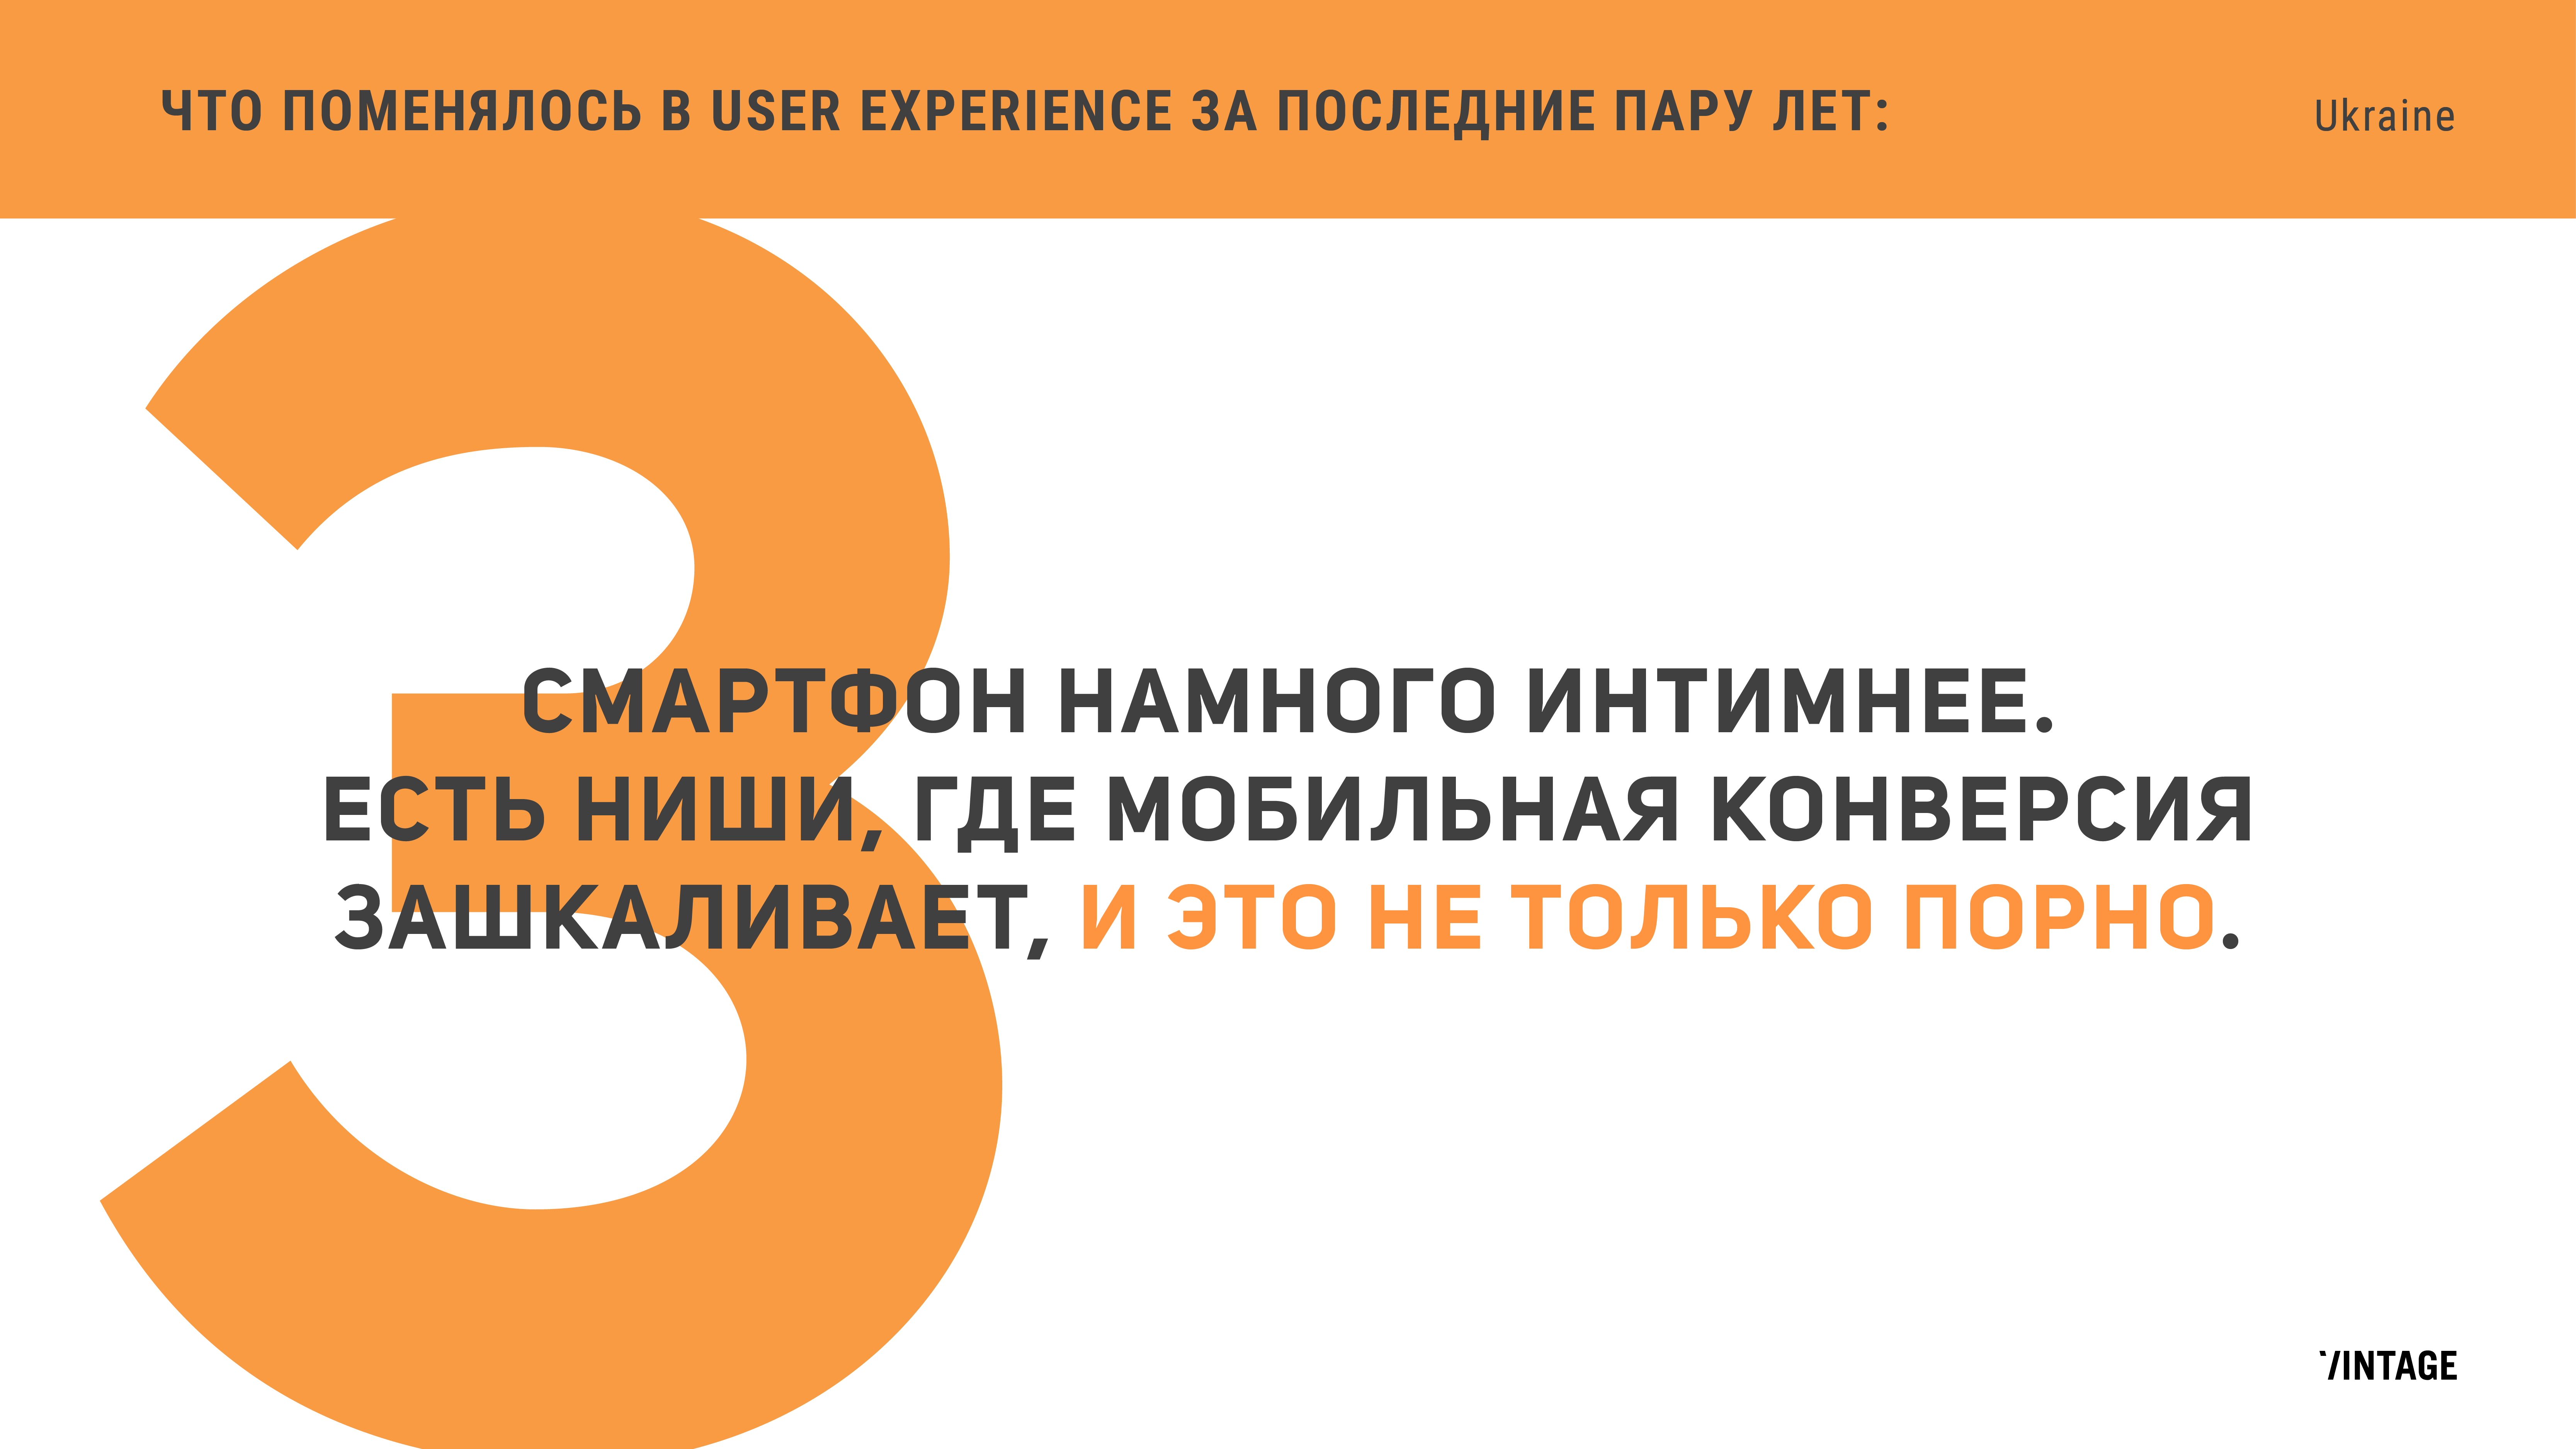 ЧТО ПОМЕНЯЛОСЬ В USER EXPERIENCE ЗА ПОСЛЕДНИЕ ПАРУ ЛЕТ:
Ukraine
3
СМАРТФОН НАМНОГО ИНТИМНЕЕ.
ЕСТЬ НИШИ, ГДЕ МОБИЛЬНАЯ КОНВЕРСИЯ
ЗАШКАЛИВАЕТ, И ЭТО НЕ ТОЛЬКО ПОРНО.
VINTAGE